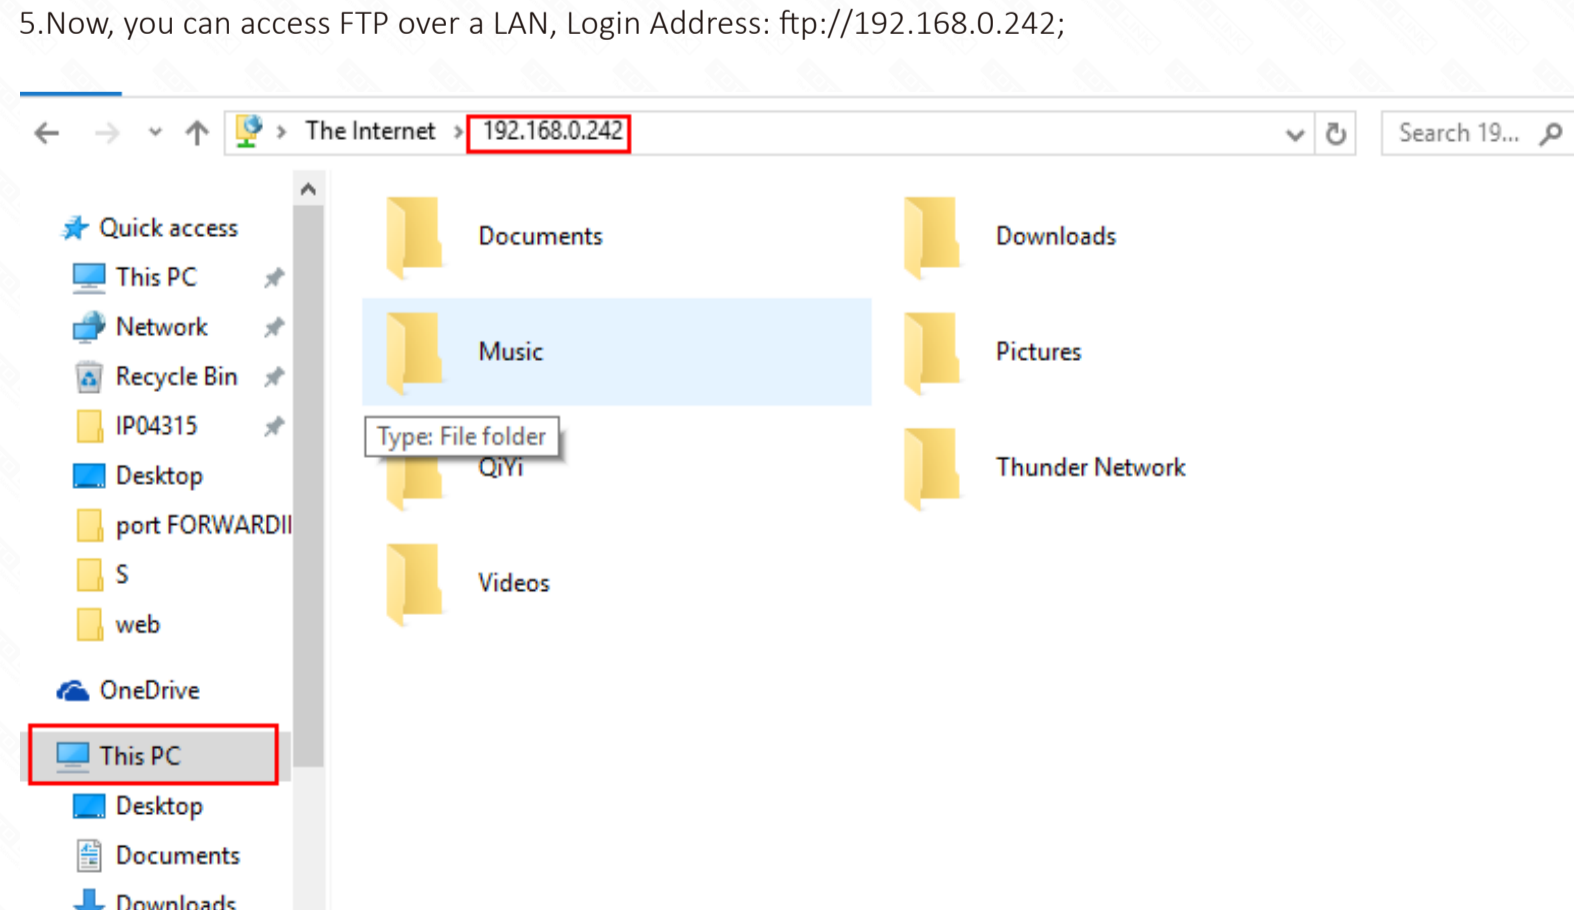 5.Now, you can access FTP over a LAN, Login Address: ftp://192.168.0.242;
The Internet
192.168.0.242
Search 19...
Quick access
This PC
Network
Recycle Bin
IP04315
Desktop
port FORWARDII
S
web
OneDrive
This PC
Desktop
Documents
Downloads
Documents
Downloads
Music
Pictures
Type: File folder
QiYi
Thunder Network
Videos